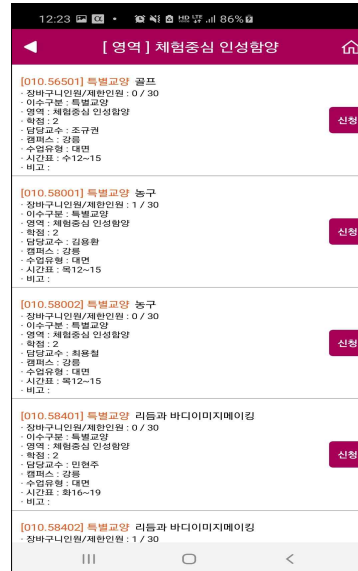 12:23 86%
[ 영역 ] 체험중심 인성함양
[010.56501] 특별교양 골프
· 장바구니인원/제한인원 : 0 / 30
· 이수구분 : 특별교양
· 영역 : 체험중심 인성함양
· 학점 : 2
· 담당교수 : 조규권
· 캠퍼스 : 강릉
· 수업유형 : 대면
· 시간표 : 수12~15
· 비고 :
신청
[010.58001] 특별교양 농구
· 장바구니인원/제한인원 : 1 / 30
· 이수구분 : 특별교양
· 영역 : 체험중심 인성함양
· 학점 : 2
· 담당교수 : 김용환
· 캠퍼스 : 강릉
· 수업유형 : 대면
· 시간표 : 목12~15
· 비고 :
신청
[010.58002] 특별교양 농구
· 장바구니인원/제한인원 : 0 / 30
· 이수구분 : 특별교양
· 영역 : 체험중심 인성함양
· 학점 : 2
· 담당교수 : 최용철
· 캠퍼스 : 강릉
· 수업유형 : 대면
· 시간표 : 목12~15
· 비고 :
신청
[010.58401] 특별교양 리듬과 바디이미지메이킹
· 장바구니인원/제한인원 : 0 / 30
· 이수구분 : 특별교양
· 영역 : 체험중심 인성함양
· 학점 : 2
· 담당교수 : 민현주
· 캠퍼스 : 강릉
· 수업유형 : 대면
· 시간표 : 화16~19
· 비고 :
신청
[010.58402] 특별교양 리듬과 바디이미지메이킹
· 장바구니인원/제한인원 : 1 / 30